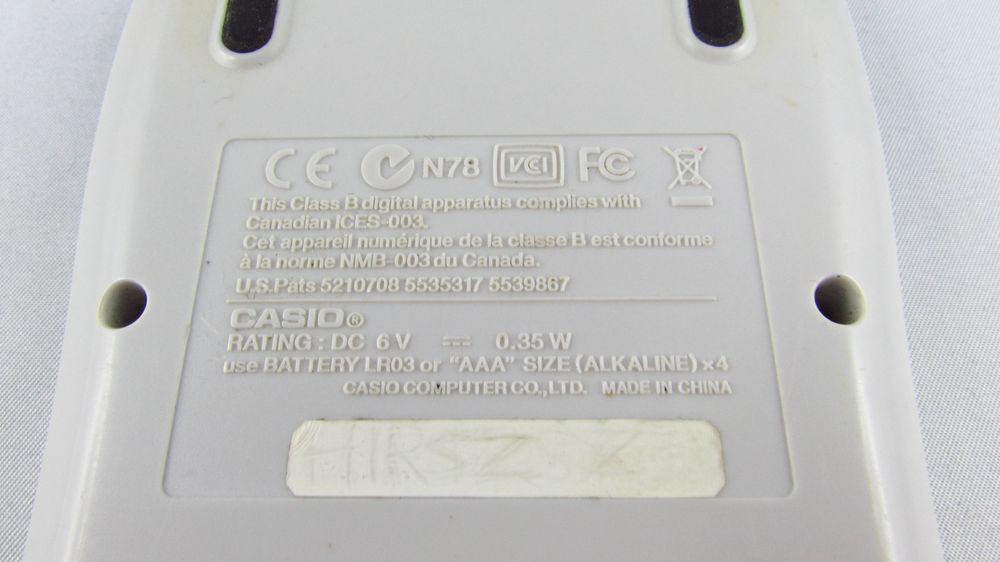 CE N78 VCI FC
This Class B digital apparatus complies with
Canadian ICES-003.
Cet appareil numérique de la classe B est conforme
à la norme NMB-003 du Canada.
U.S.Pats 5210708 5535317 5539867
CASIO®
RATING : DC 6 V ⎓ 0.35 W
use BATTERY LR03 or “AAA” SIZE (ALKALINE) ×4
CASIO COMPUTER CO.,LTD. MADE IN CHINA
HIRSZ Z